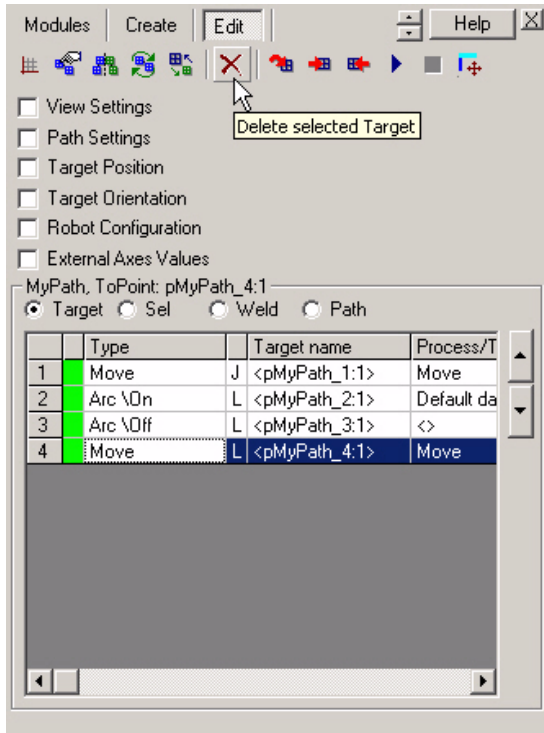 Modules Create Edit Help
Delete selected Target
View Settings
Path Settings
Target Position
Target Orientation
Robot Configuration
External Axes Values
MyPath, ToPoint: pMyPath_4:1
Target Sel Weld Path
Type Target name Process/T
1 Move J <pMyPath_1:1> Move
2 Arc \On L <pMyPath_2:1> Default da
3 Arc \Off L <pMyPath_3:1> <>
4 Move L <pMyPath_4:1> Move